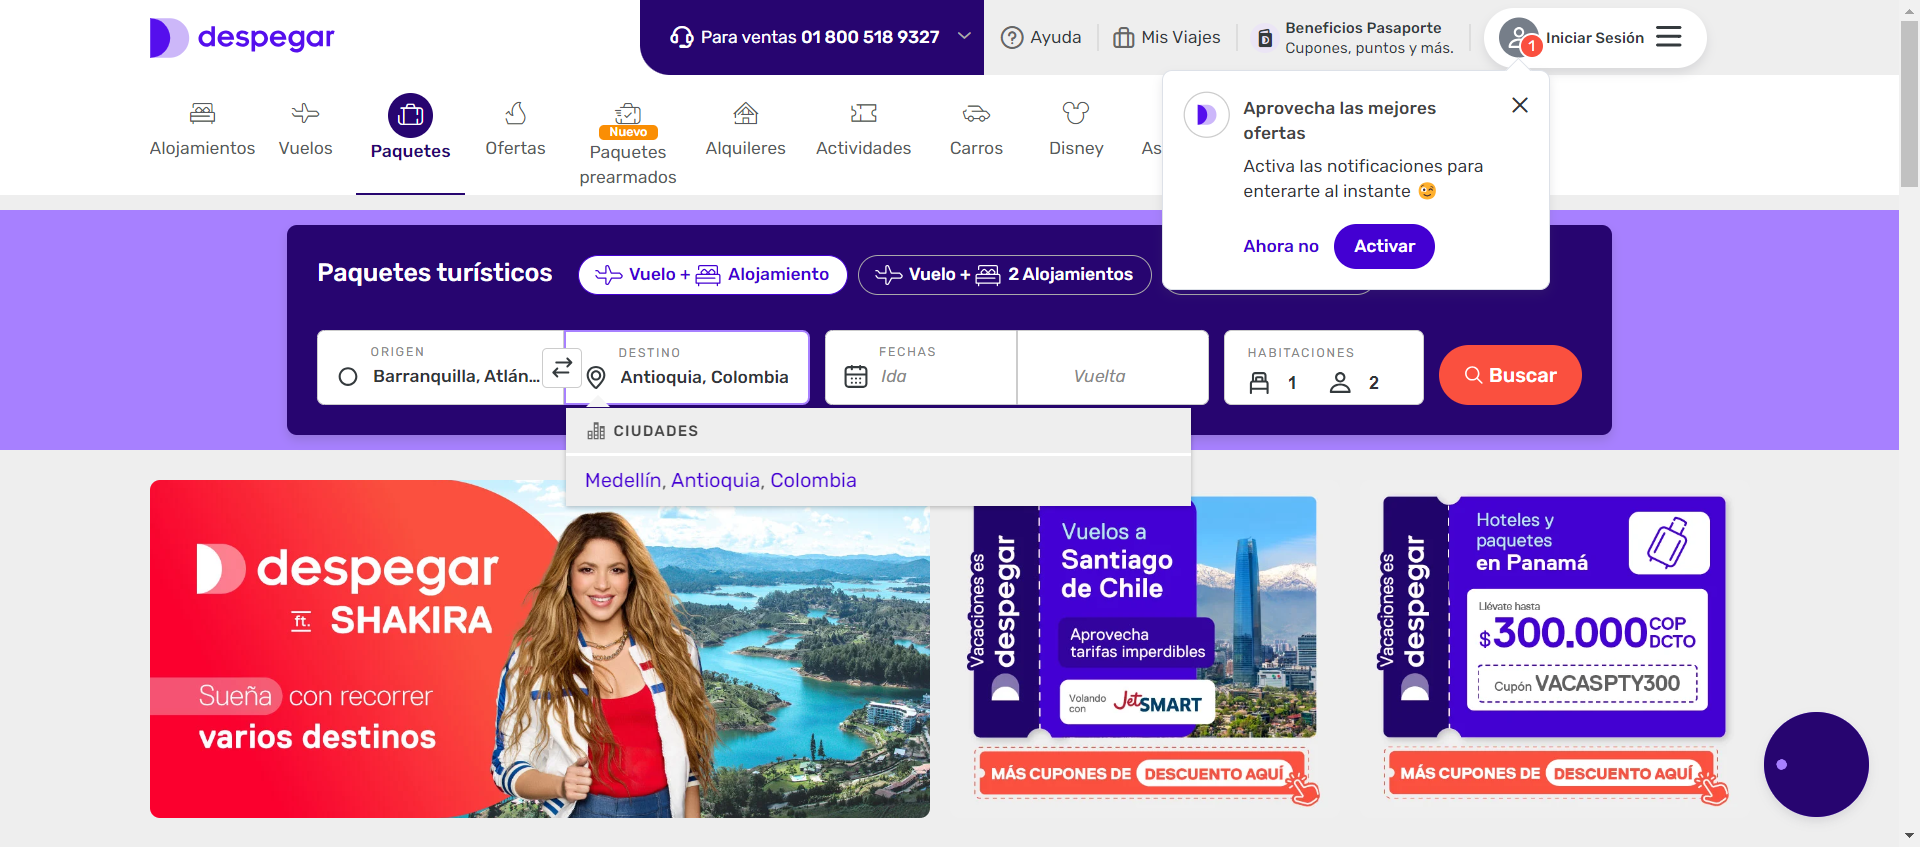 despegar
Para ventas 01 800 518 9327
Ayuda
Mis Viajes
Beneficios Pasaporte
Cupones, puntos y más.
1
Iniciar Sesión
Alojamientos
Vuelos
Paquetes
Ofertas
Nuevo
Paquetes
prearmados
Alquileres
Actividades
Carros
Disney
As
Aprovecha las mejores
ofertas
Activa las notificaciones para
enterarte al instante 😉
Ahora no
Activar
Paquetes turísticos
Vuelo + Alojamiento
Vuelo + 2 Alojamientos
ORIGEN
Barranquilla, Atlán...
DESTINO
Antioquia, Colombia
FECHAS
Ida
Vuelta
HABITACIONES
1
2
Buscar
CIUDADES
Medellín, Antioquia, Colombia
despegar
ft. SHAKIRA
Sueña con recorrer
varios destinos
Vacaciones es
despegar
Vuelos a
Santiago
de Chile
Aprovecha
tarifas imperdibles
Volando
con
JetSMART
MÁS CUPONES DE DESCUENTO AQUÍ
Vacaciones es
despegar
Hoteles y
paquetes
en Panamá
Llévate hasta
$300.000 COP
DCTO
Cupón VACASPTY300
MÁS CUPONES DE DESCUENTO AQUÍ